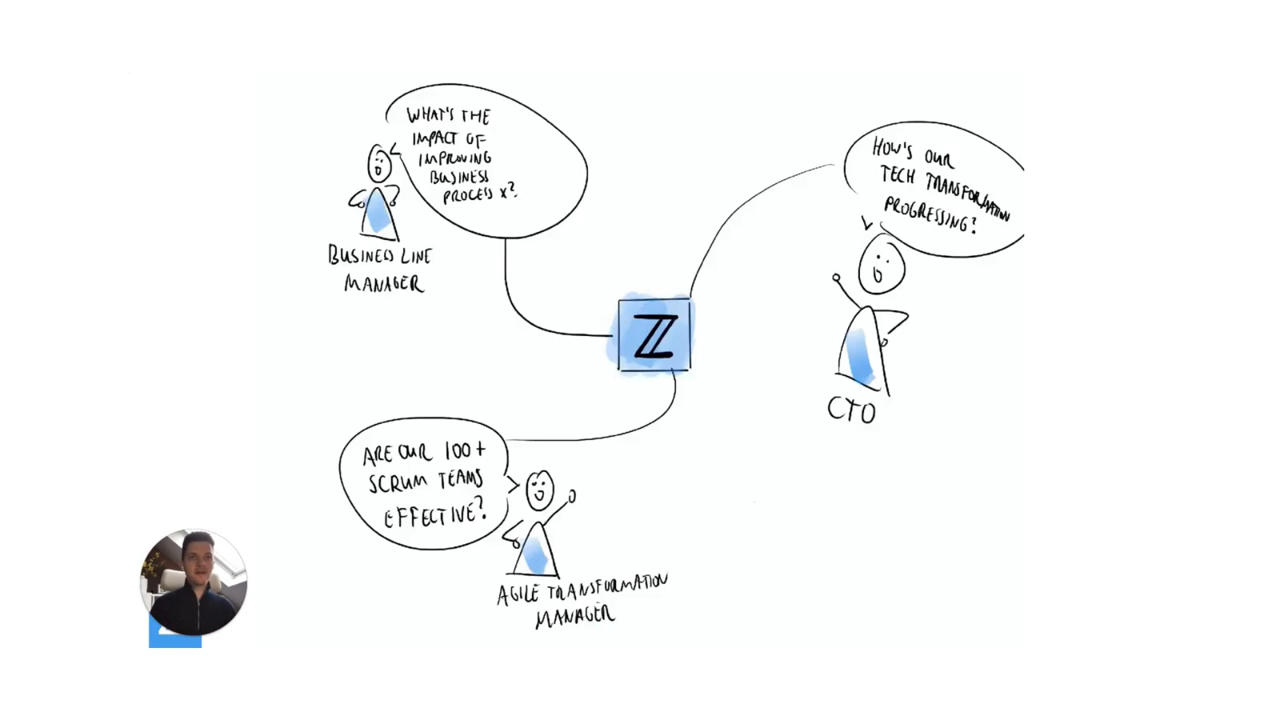 WHAT'S THE
IMPACT OF
IMPROVING
BUSINESS
PROCESS X?
BUSINESS LINE
MANAGER
HOW'S OUR
TECH TRANSFORMATION
PROGRESSING?
CTO
Z
ARE OUR 100+
SCRUM TEAMS
EFFECTIVE?
AGILE TRANSFORMATION
MANAGER